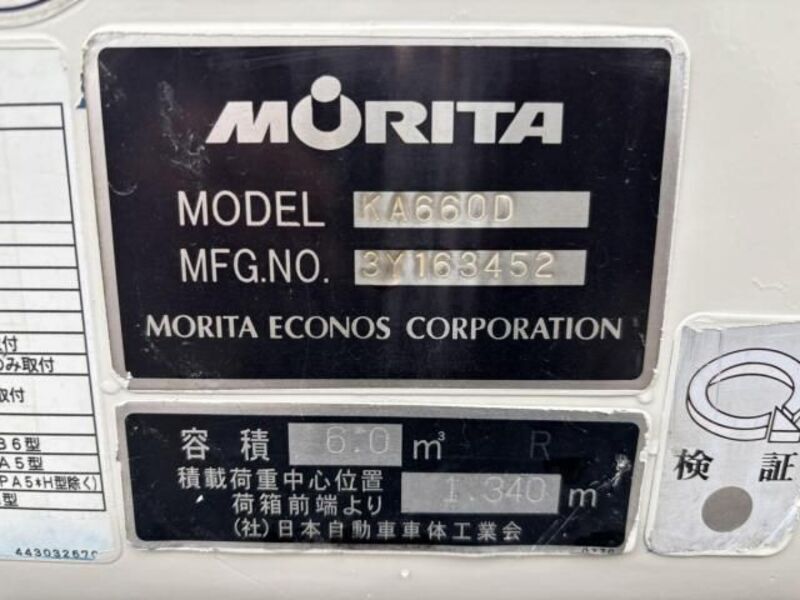 MORITA
MODEL KA660D
MFG.NO. 3Y163452
MORITA ECONOS CORPORATION
容積 6.0 m³ R
積載荷重中心位置
荷箱前端より 1.340 m
(社)日本自動車車体工業会
付
のみ取付
取付
36型
A5型
PA5*H型除く)
型
443032670
検証